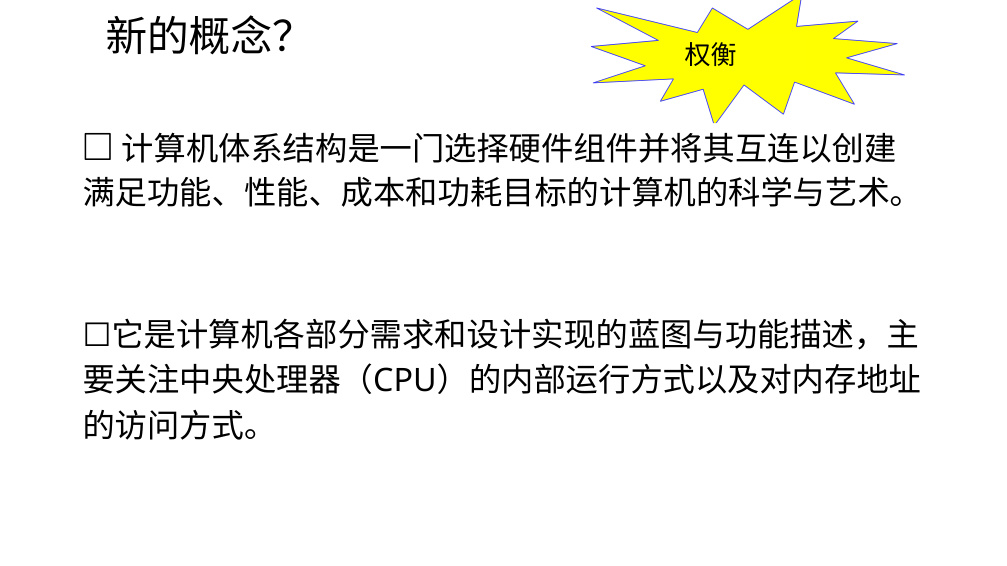 新的概念？
权衡
□ 计算机体系结构是一门选择硬件组件并将其互连以创建
满足功能、性能、成本和功耗目标的计算机的科学与艺术。
□它是计算机各部分需求和设计实现的蓝图与功能描述，主
要关注中央处理器（CPU）的内部运行方式以及对内存地址
的访问方式。